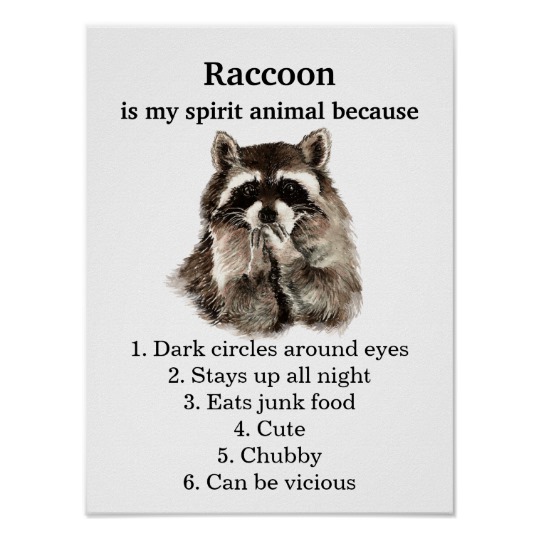 Raccoon
is my spirit animal because
1. Dark circles around eyes
2. Stays up all night
3. Eats junk food
4. Cute
5. Chubby
6. Can be vicious